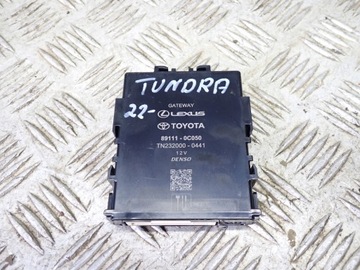 TUNDRA
22-
GATEWAY
LEXUS
TOYOTA
89111-0C050
TN232000-0441
12V
DENSO